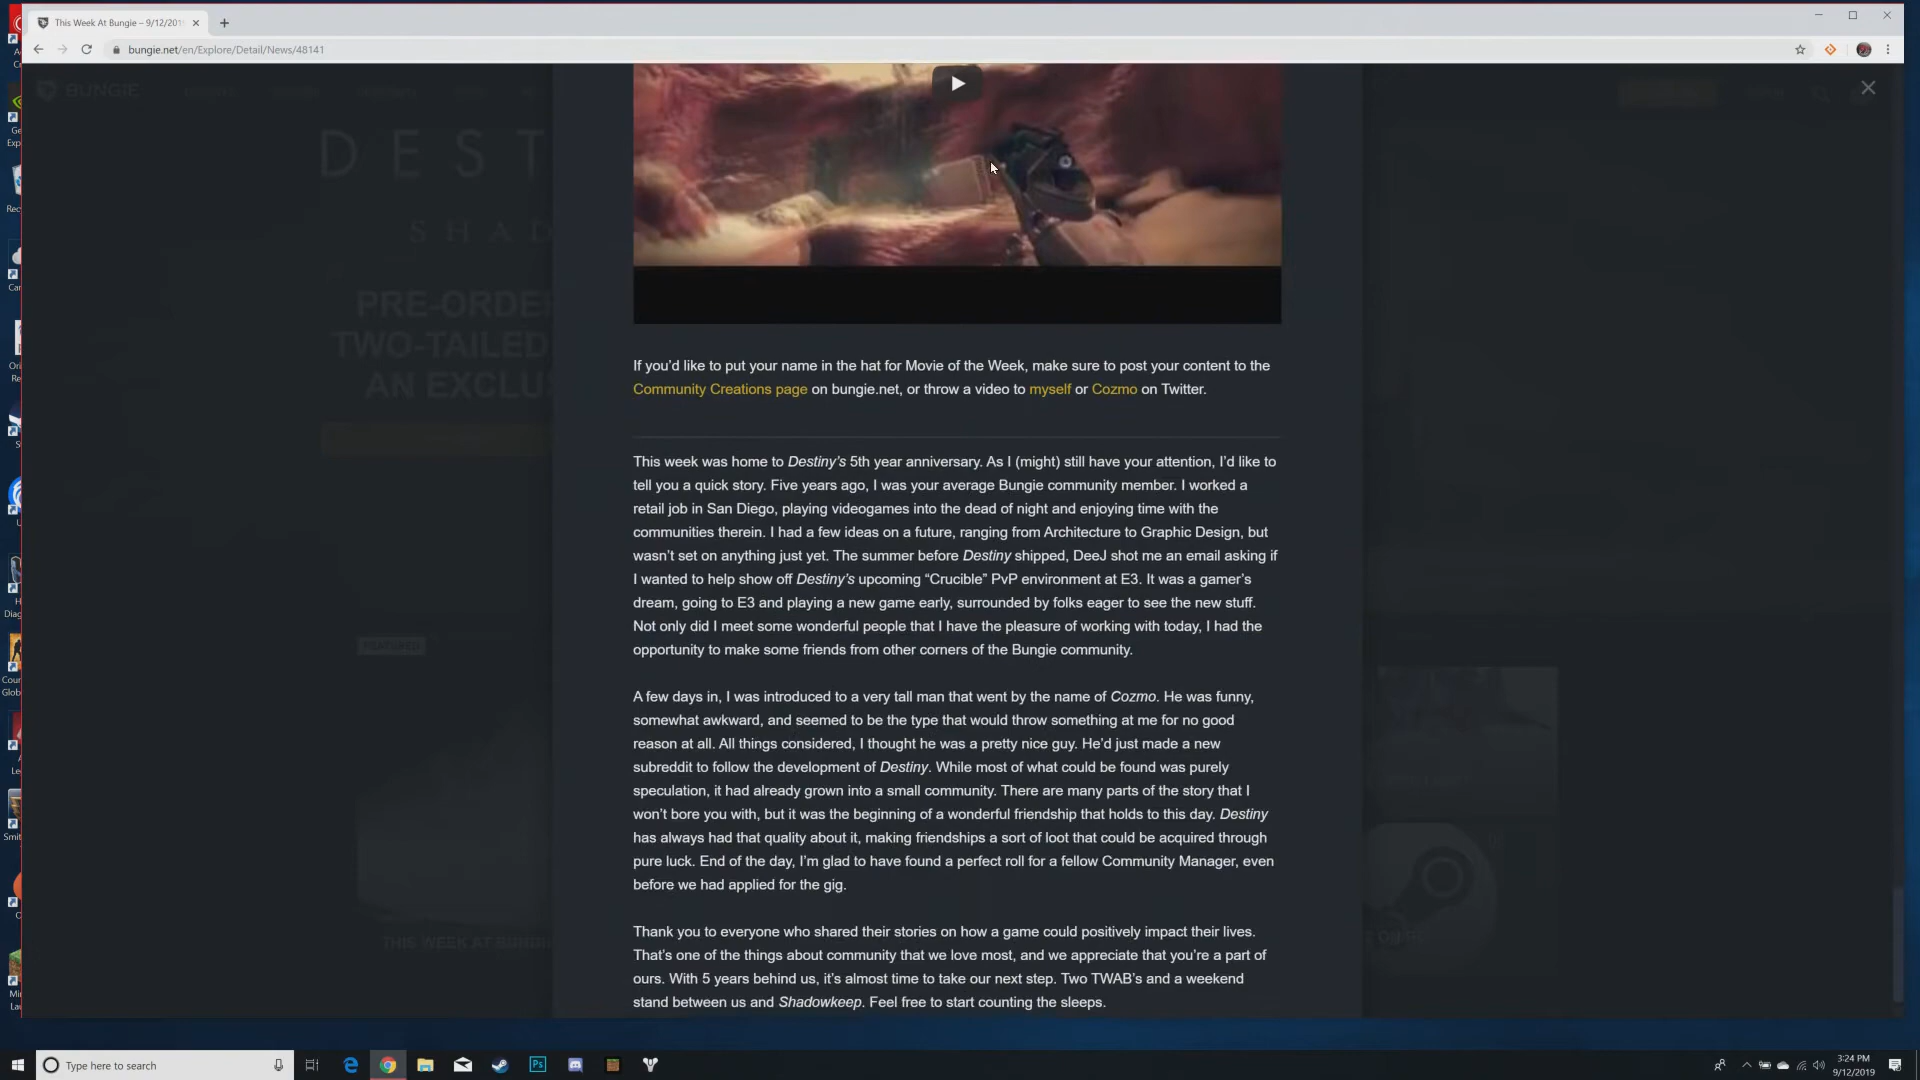 This Week At Bungie – 9/12/201
bungie.net/en/Explore/Detail/News/48141
BUNGIE
DEST
SHAD
PRE-ORDE
TWO-TAILED
AN EXCLUS
If you’d like to put your name in the hat for Movie of the Week, make sure to post your content to the
Community Creations page on bungie.net, or throw a video to myself or Cozmo on Twitter.
This week was home to Destiny’s 5th year anniversary. As I (might) still have your attention, I’d like to
tell you a quick story. Five years ago, I was your average Bungie community member. I worked a
retail job in San Diego, playing videogames into the dead of night and enjoying time with the
communities therein. I had a few ideas on a future, ranging from Architecture to Graphic Design, but
wasn’t set on anything just yet. The summer before Destiny shipped, DeeJ shot me an email asking if
I wanted to help show off Destiny’s upcoming “Crucible” PvP environment at E3. It was a gamer’s
dream, going to E3 and playing a new game early, surrounded by folks eager to see the new stuff.
Not only did I meet some wonderful people that I have the pleasure of working with today, I had the
opportunity to make some friends from other corners of the Bungie community.
FEATURED
A few days in, I was introduced to a very tall man that went by the name of Cozmo. He was funny,
somewhat awkward, and seemed to be the type that would throw something at me for no good
reason at all. All things considered, I thought he was a pretty nice guy. He’d just made a new
subreddit to follow the development of Destiny. While most of what could be found was purely
speculation, it had already grown into a small community. There are many parts of the story that I
won’t bore you with, but it was the beginning of a wonderful friendship that holds to this day. Destiny
has always had that quality about it, making friendships a sort of loot that could be acquired through
pure luck. End of the day, I’m glad to have found a perfect roll for a fellow Community Manager, even
before we had applied for the gig.
THIS WEEK AT BUNGIE
Thank you to everyone who shared their stories on how a game could positively impact their lives.
That’s one of the things about community that we love most, and we appreciate that you’re a part of
ours. With 5 years behind us, it’s almost time to take our next step. Two TWAB’s and a weekend
stand between us and Shadowkeep. Feel free to start counting the sleeps.
Type here to search
Ps
3:24 PM
9/12/2019